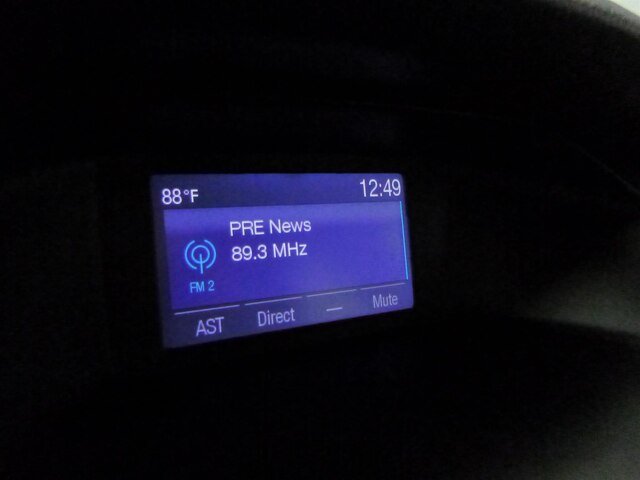 88°F 12:49
PRE News
89.3 MHz
FM 2
AST Direct — Mute